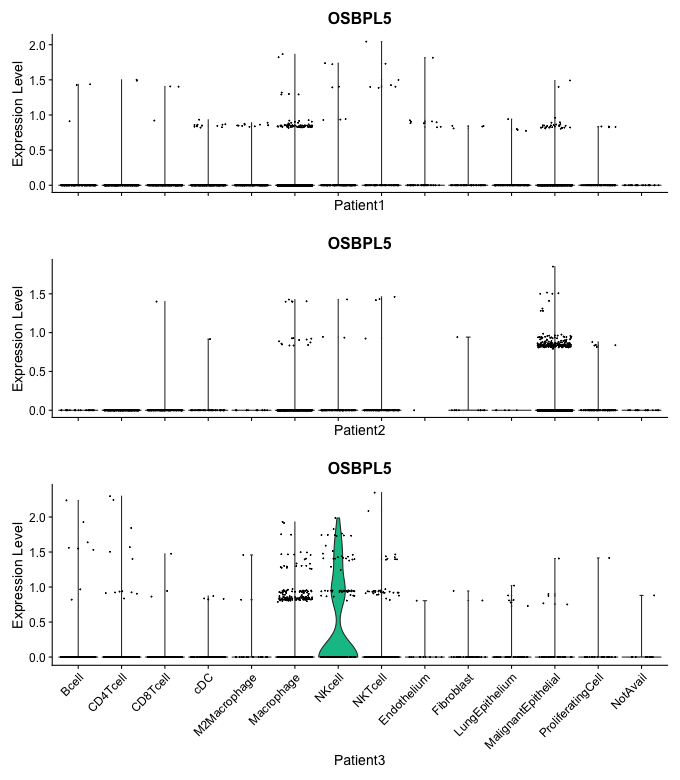 OSBPL5
Expression Level
2.0
1.5
1.0
0.5
0.0
Patient1
OSBPL5
Expression Level
1.5
1.0
0.5
0.0
Patient2
OSBPL5
Expression Level
2.0
1.5
1.0
0.5
0.0
Bcell
CD4Tcell
CD8Tcell
cDC
M2Macrophage
Macrophage
NKcell
NKTcell
Endothelium
Fibroblast
LungEpithelium
MalignantEpithelial
ProliferatingCell
NotAvail
Patient3